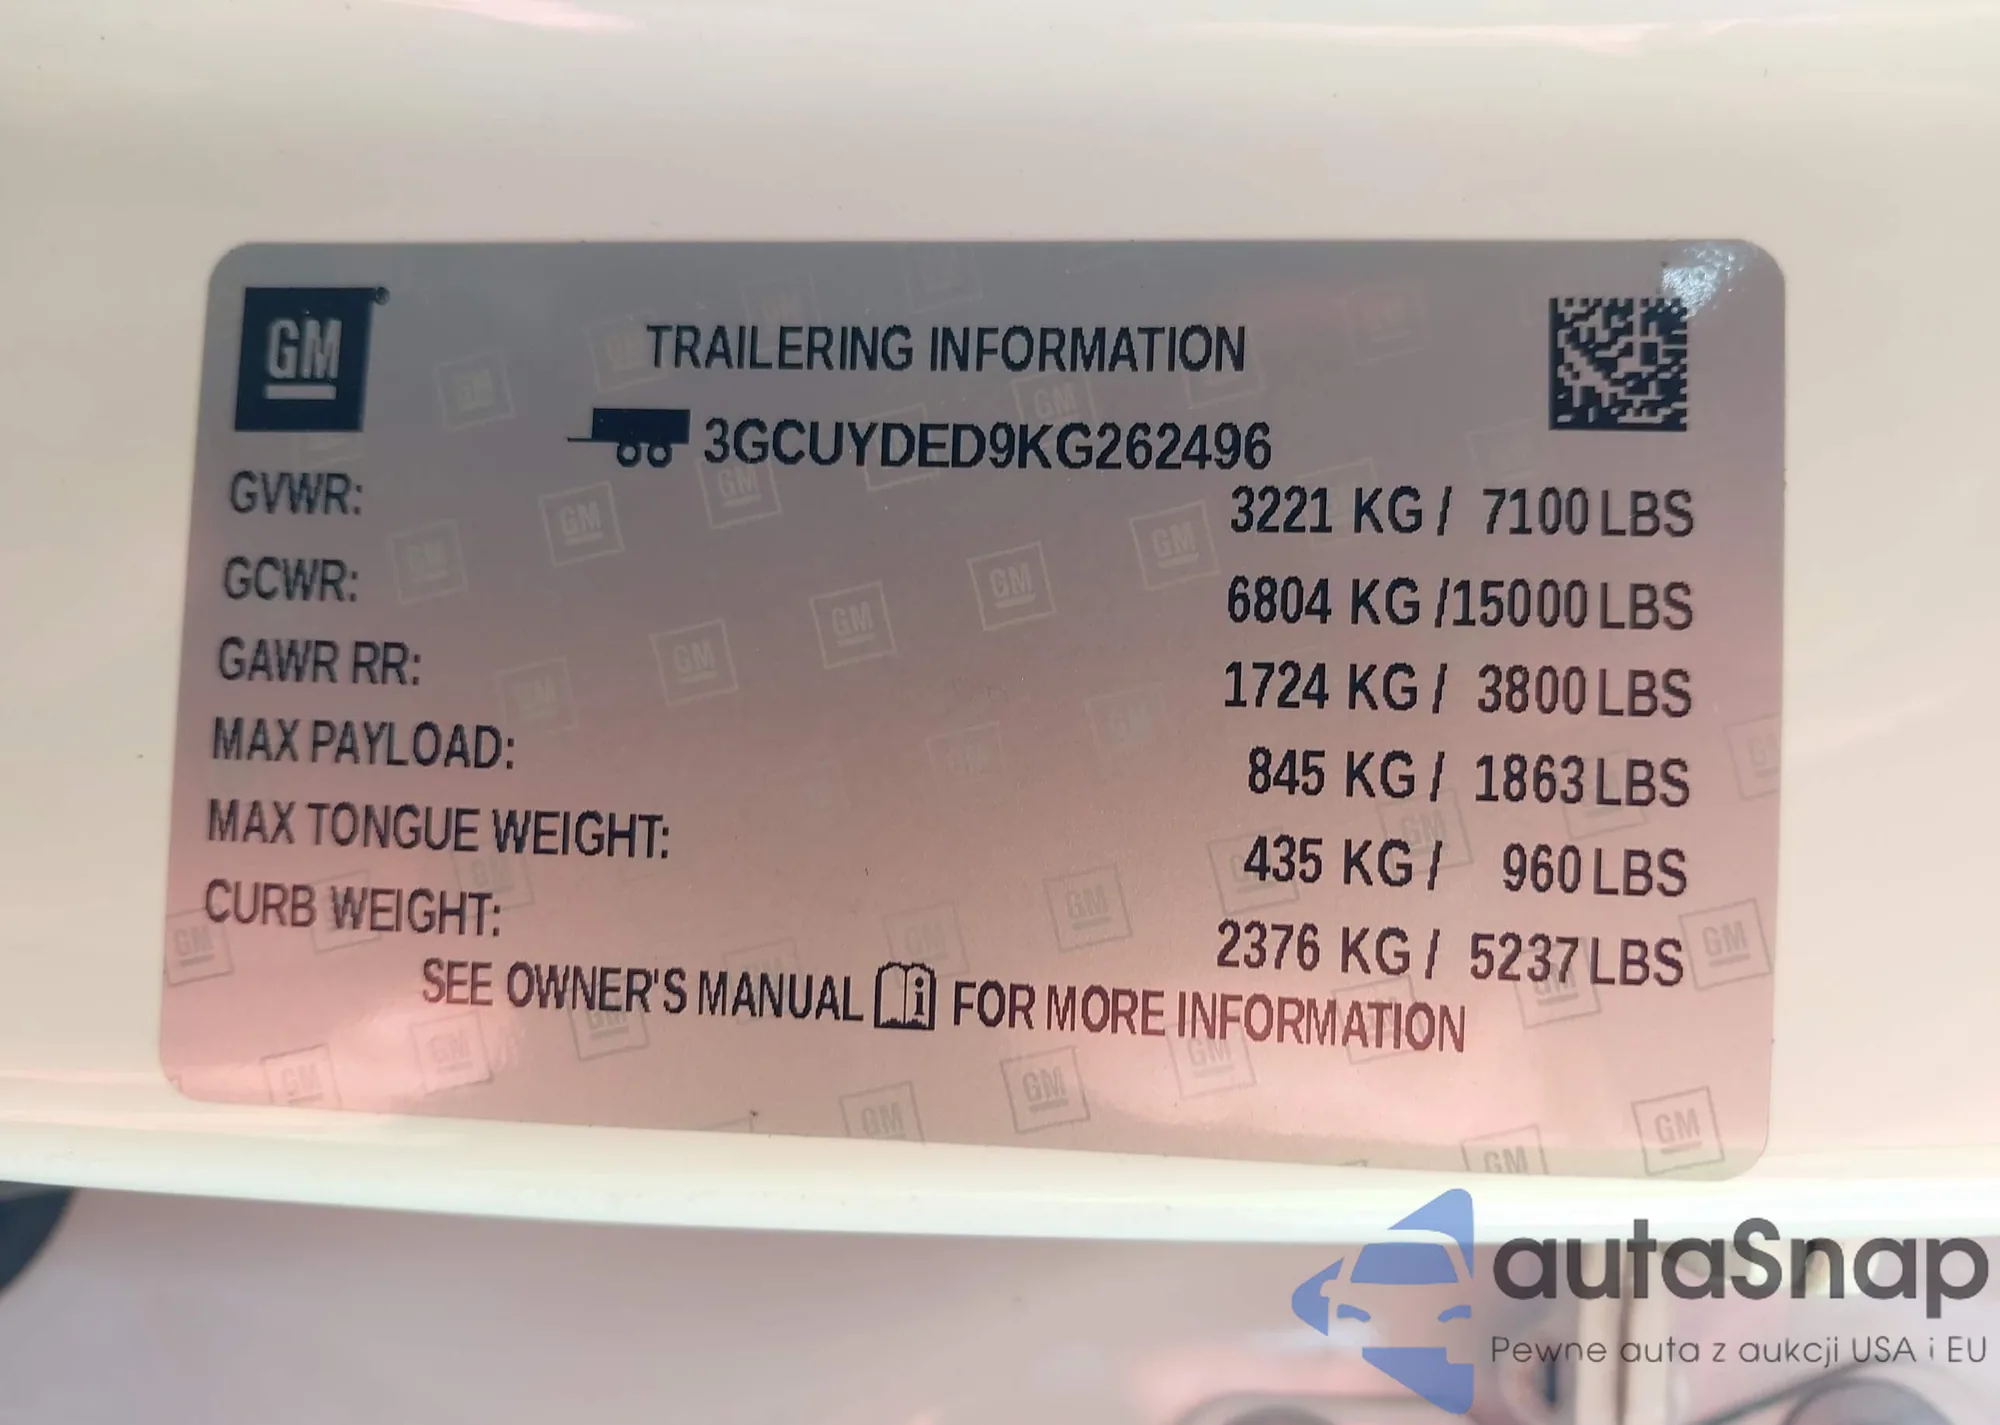 GM
TRAILERING INFORMATION
3GCUYDED9KG262496
GVWR: 3221 KG / 7100 LBS
GCWR: 6804 KG /15000 LBS
GAWR RR: 1724 KG / 3800 LBS
MAX PAYLOAD: 845 KG / 1863 LBS
MAX TONGUE WEIGHT: 435 KG / 960 LBS
CURB WEIGHT: 2376 KG / 5237 LBS
SEE OWNER'S MANUAL FOR MORE INFORMATION
autaSnap
Pewne auta z aukcji USA i EU